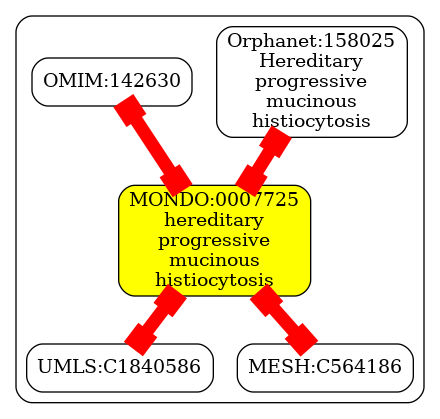 OMIM:142630
Orphanet:158025
Hereditary
progressive
mucinous
histiocytosis
MONDO:0007725
hereditary
progressive
mucinous
histiocytosis
UMLS:C1840586
MESH:C564186